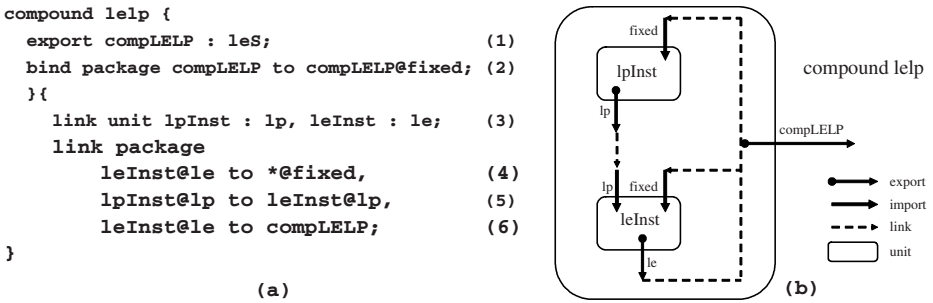 compound lelp {
export compLELP : leS; (1)
bind package compLELP to compLELP@fixed; (2)
}{
link unit lpInst : lp, leInst : le; (3)
link package
leInst@le to *@fixed, (4)
lpInst@lp to leInst@lp, (5)
leInst@le to compLELP; (6)
}
(a)
fixed
lpInst
lp
compound lelp
compLELP
lp
fixed
leInst
le
export
import
link
unit
(b)